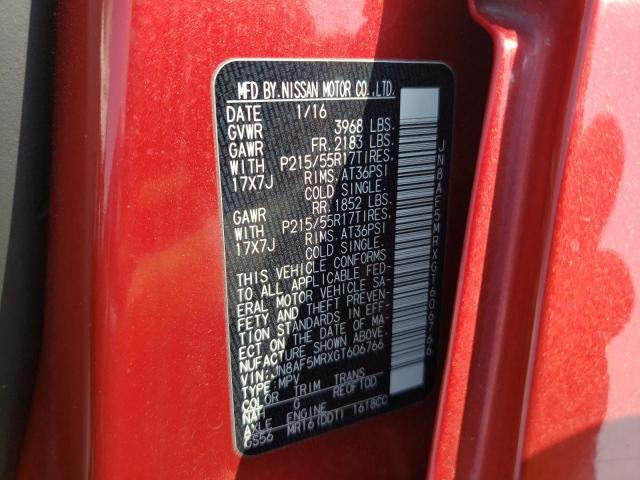 MFD BY.NISSAN MOTOR CO.,LTD.
DATE 1/16
GVWR 3968 LBS.
GAWR FR.2183 LBS.
WITH P215/55R17TIRES.
17X7J RIMS. AT36PSI
COLD SINGLE.
GAWR RR.1852 LBS.
WITH P215/55R17TIRES.
17X7J RIMS. AT36PSI
COLD SINGLE.
THIS VEHICLE CONFORMS
TO ALL APPLICABLE FED-
ERAL MOTOR VEHICLE SA-
FETY AND THEFT PREVEN-
TION STANDARDS IN EFF-
ECT ON THE DATE OF MA-
NUFACTURE SHOWN ABOVE.
VIN:JN8AF5MRXGT606766
TYPE:MPV
COLOR TRIM TRANS
G RE0F10D
AXLE ENGINE
GS56 MR16(DDT) 1618CC
JN8AF5MRXGT606766